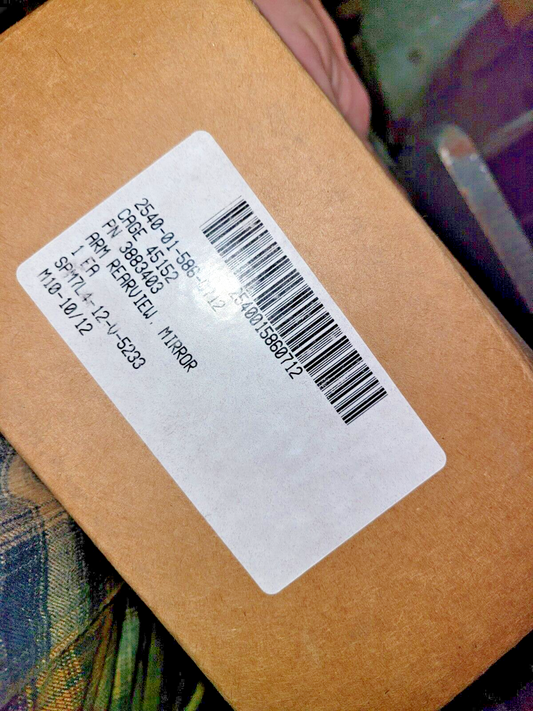 2540-01-586-0712
CAGE 45152
PN 3883403
ARM REARVIEW, MIRROR
1 EA
SPM7L4-12-V-5233
M10-10/12
2540015860712